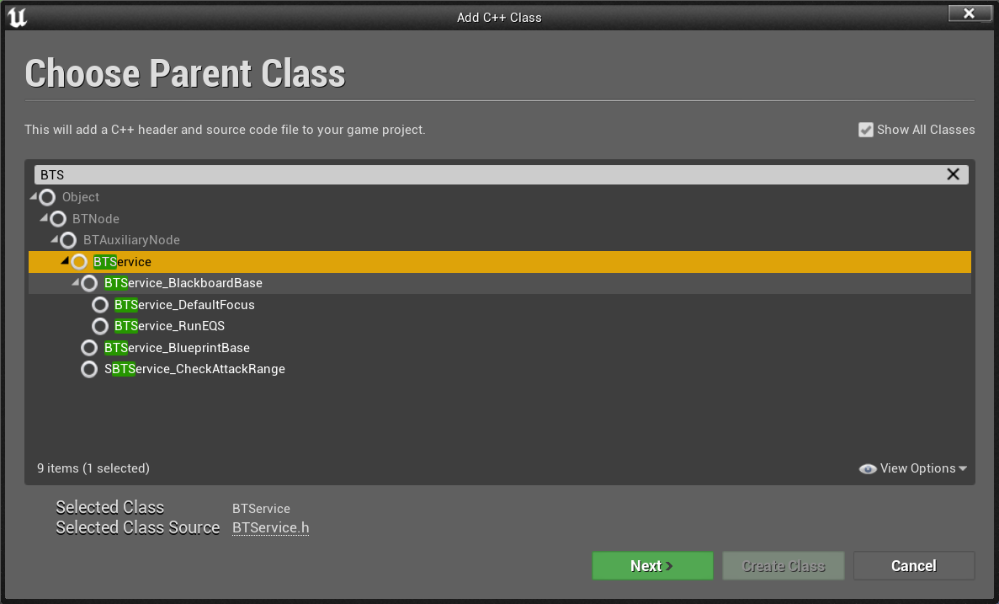 Add C++ Class
Choose Parent Class
This will add a C++ header and source code file to your game project.
Show All Classes
BTS
Object
BTNode
BTAuxiliaryNode
BTService
BTService_BlackboardBase
BTService_DefaultFocus
BTService_RunEQS
BTService_BlueprintBase
SBTService_CheckAttackRange
9 items (1 selected)
View Options
Selected Class BTService
Selected Class Source BTService.h
Next
Create Class
Cancel